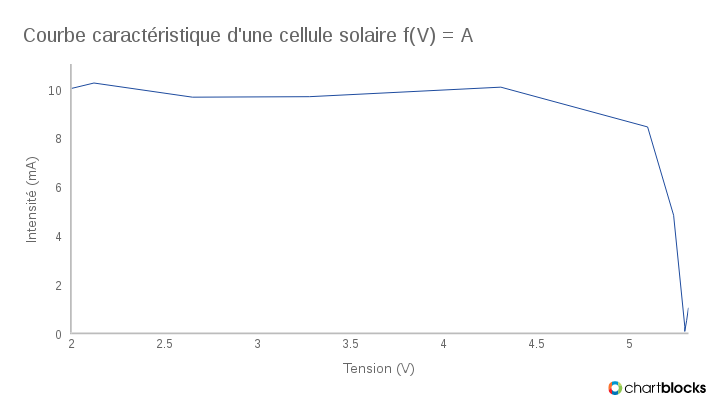 Courbe caractéristique d'une cellule solaire f(V) = A
Intensité (mA)
10
8
6
4
2
0
2 2.5 3 3.5 4 4.5 5
Tension (V)
chartblocks